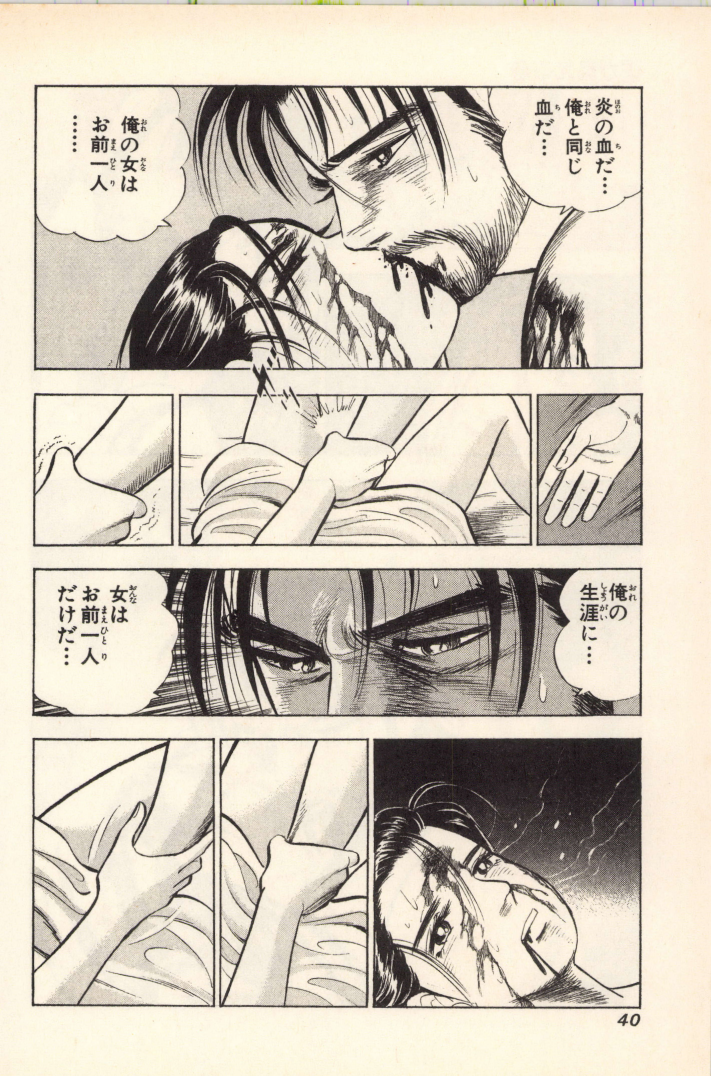 炎の血だ…
俺と同じ
血だ…
俺の女は
お前一人
……
俺の
生涯に…
女は
お前一人
だけだ…
40